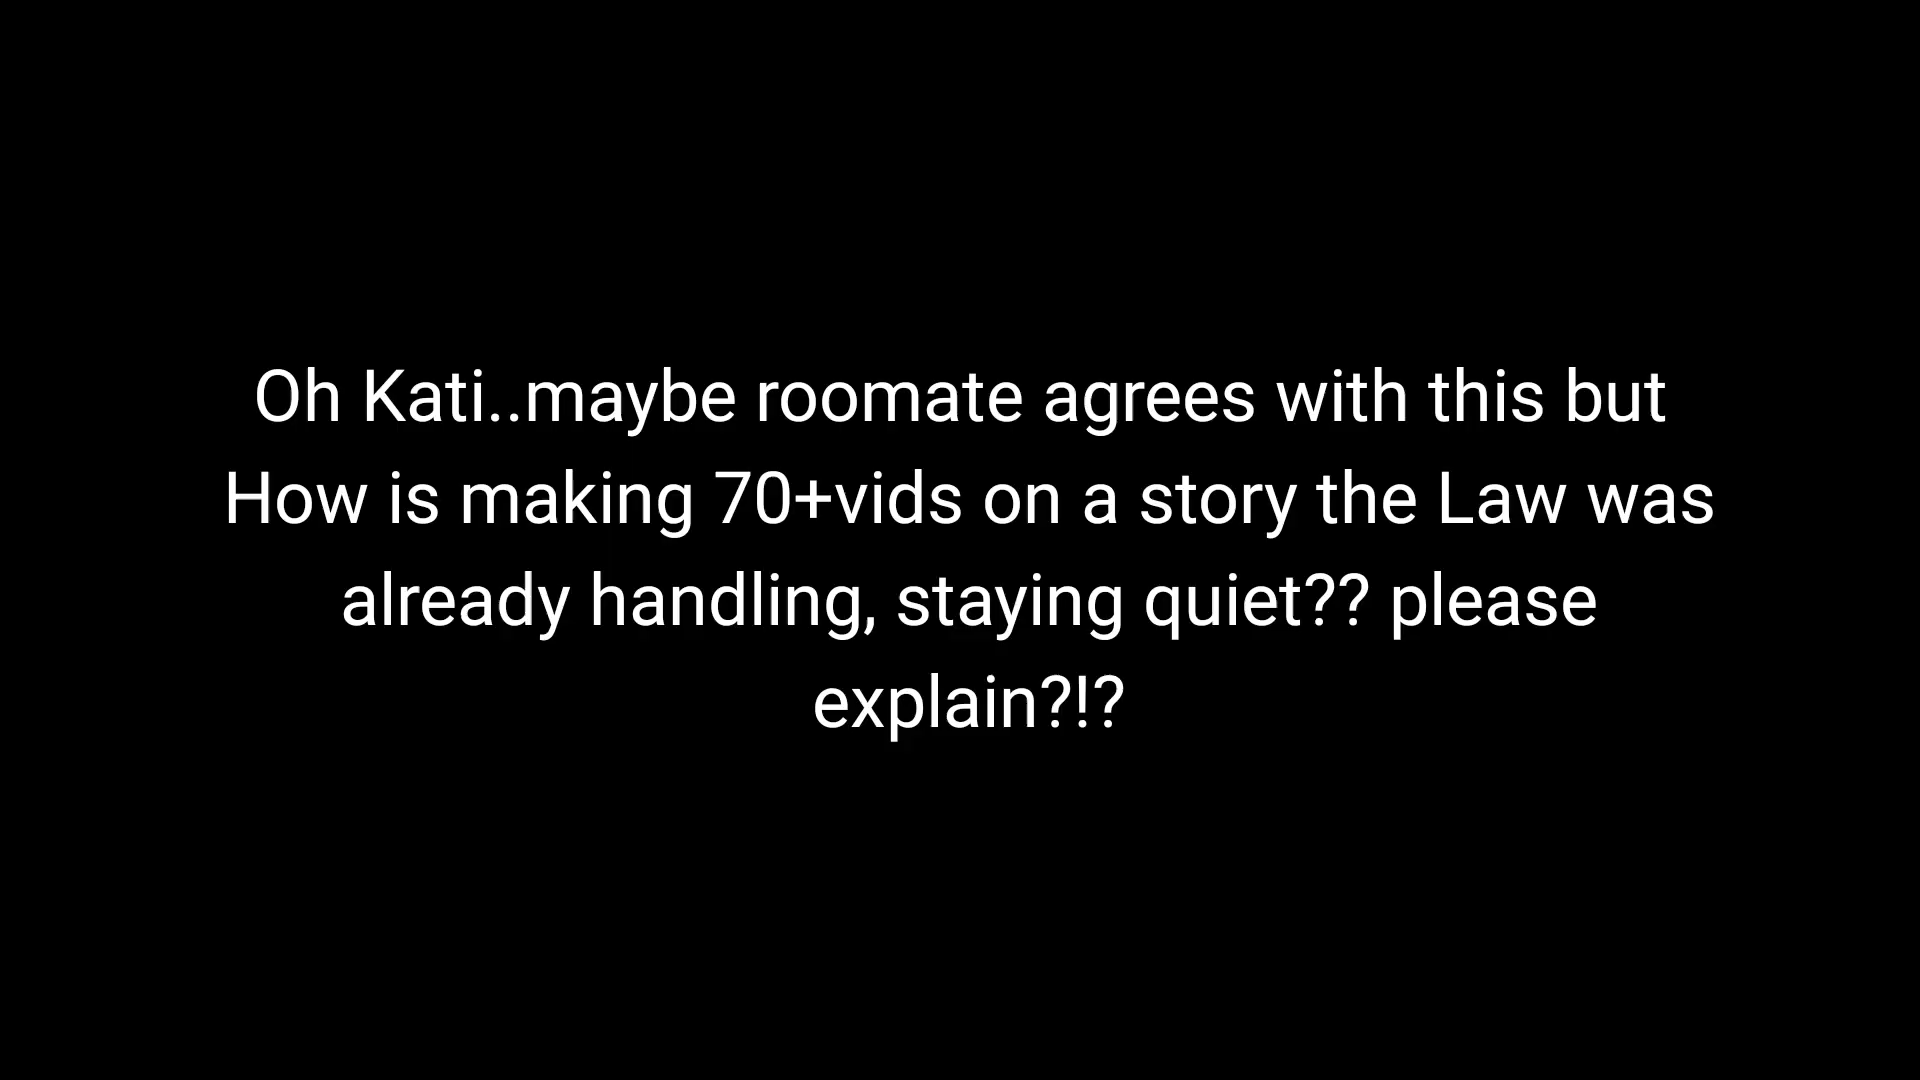 Oh Kati..maybe roomate agrees with this but
How is making 70+vids on a story the Law was
already handling, staying quiet?? please
explain?!?